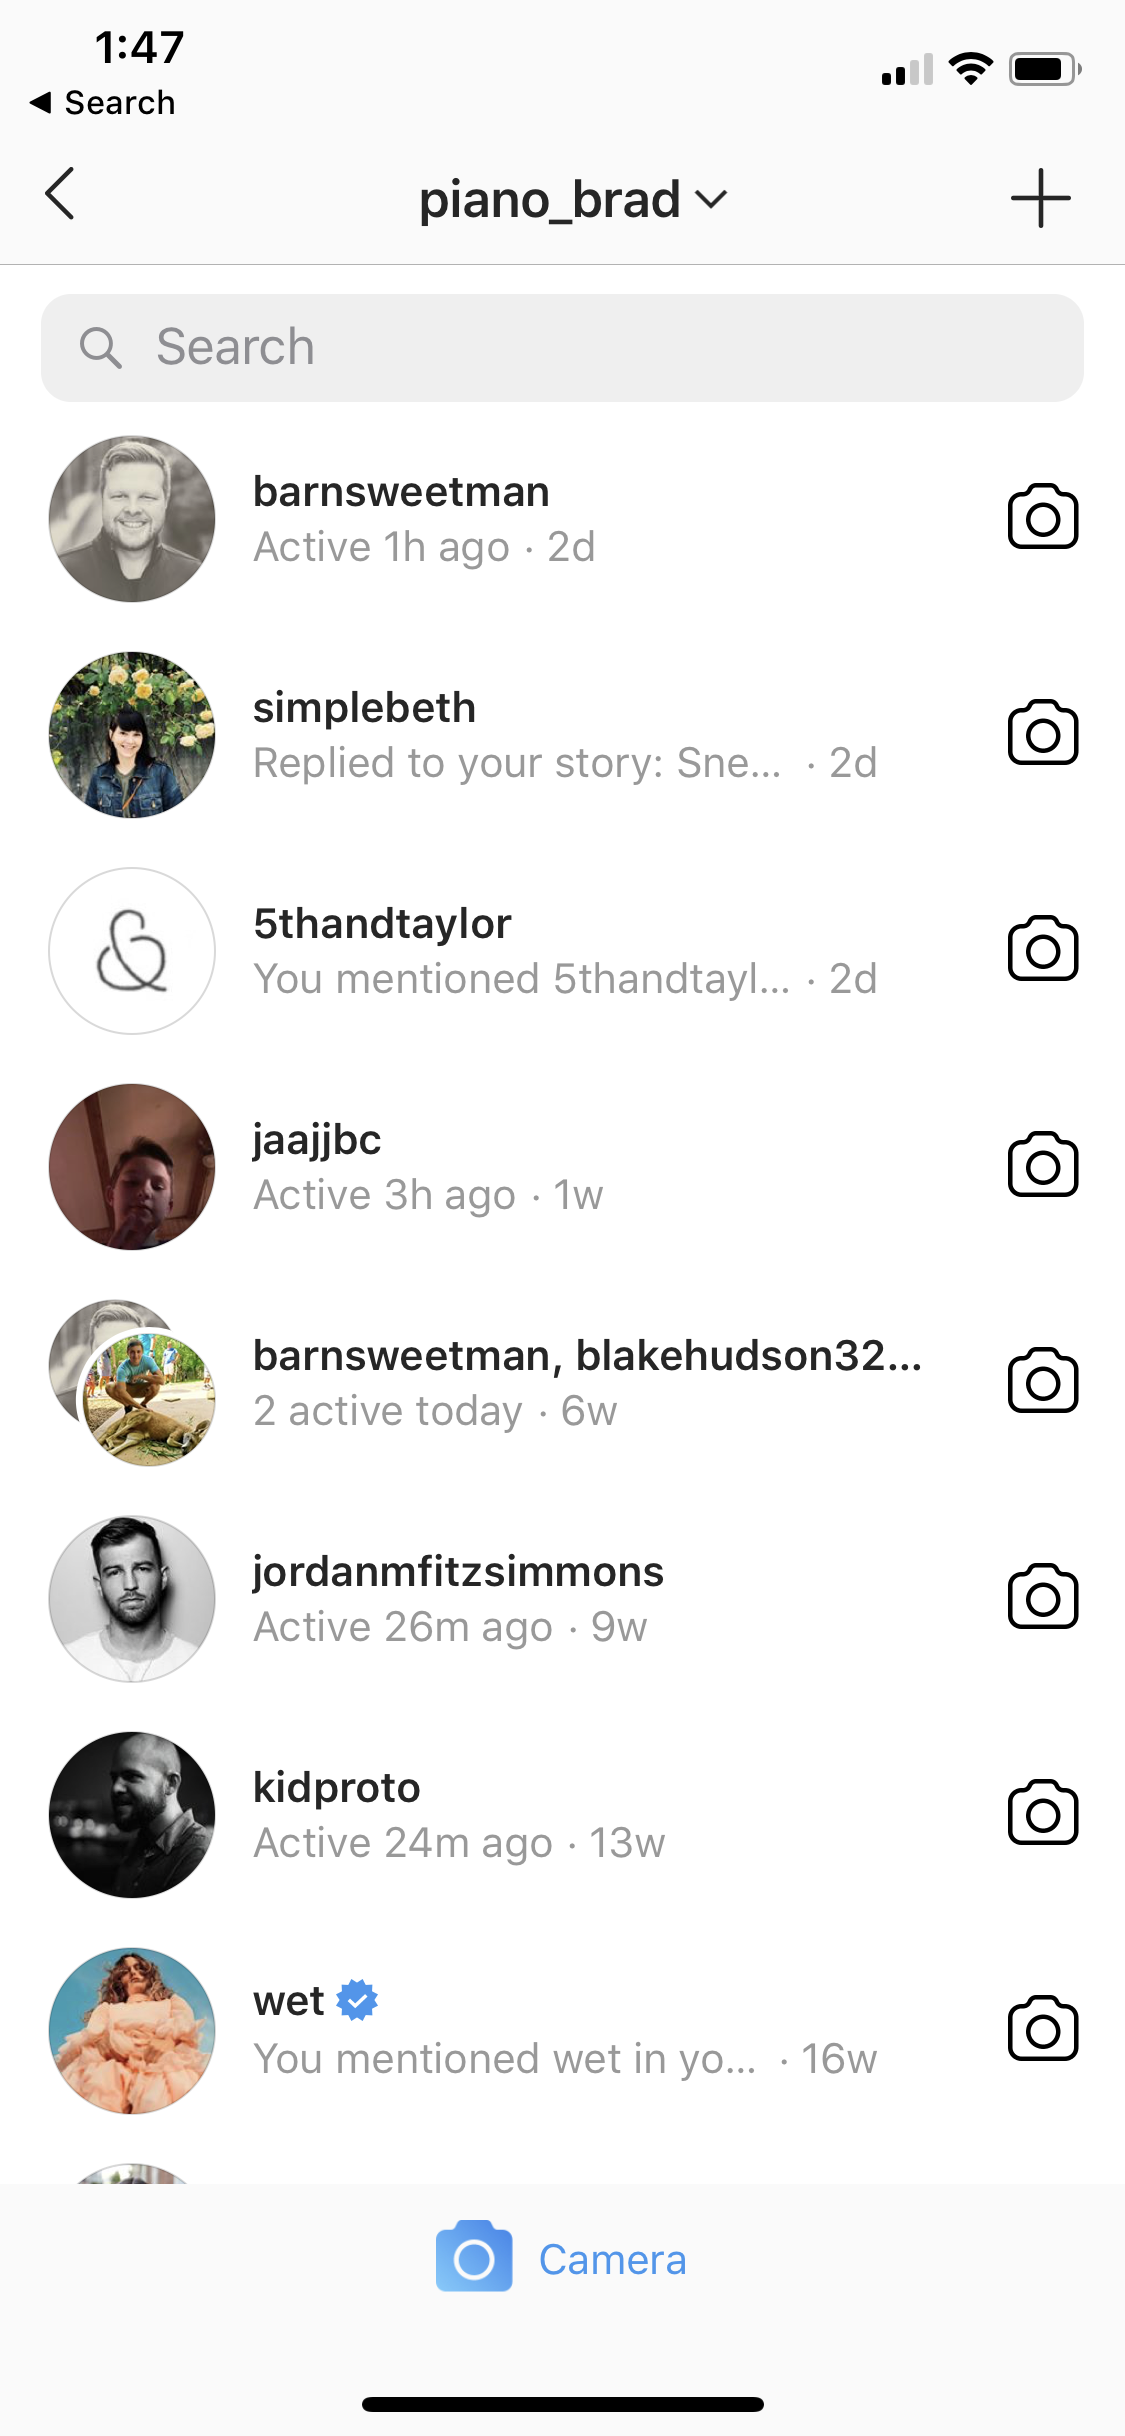 1:47
◀ Search
piano_brad
Search
barnsweetman
Active 1h ago · 2d
simplebeth
Replied to your story: Sne... · 2d
5thandtaylor
You mentioned 5thandtayl... · 2d
jaajjbc
Active 3h ago · 1w
barnsweetman, blakehudson32...
2 active today · 6w
jordanmfitzsimmons
Active 26m ago · 9w
kidproto
Active 24m ago · 13w
wet
You mentioned wet in yo... · 16w
Camera